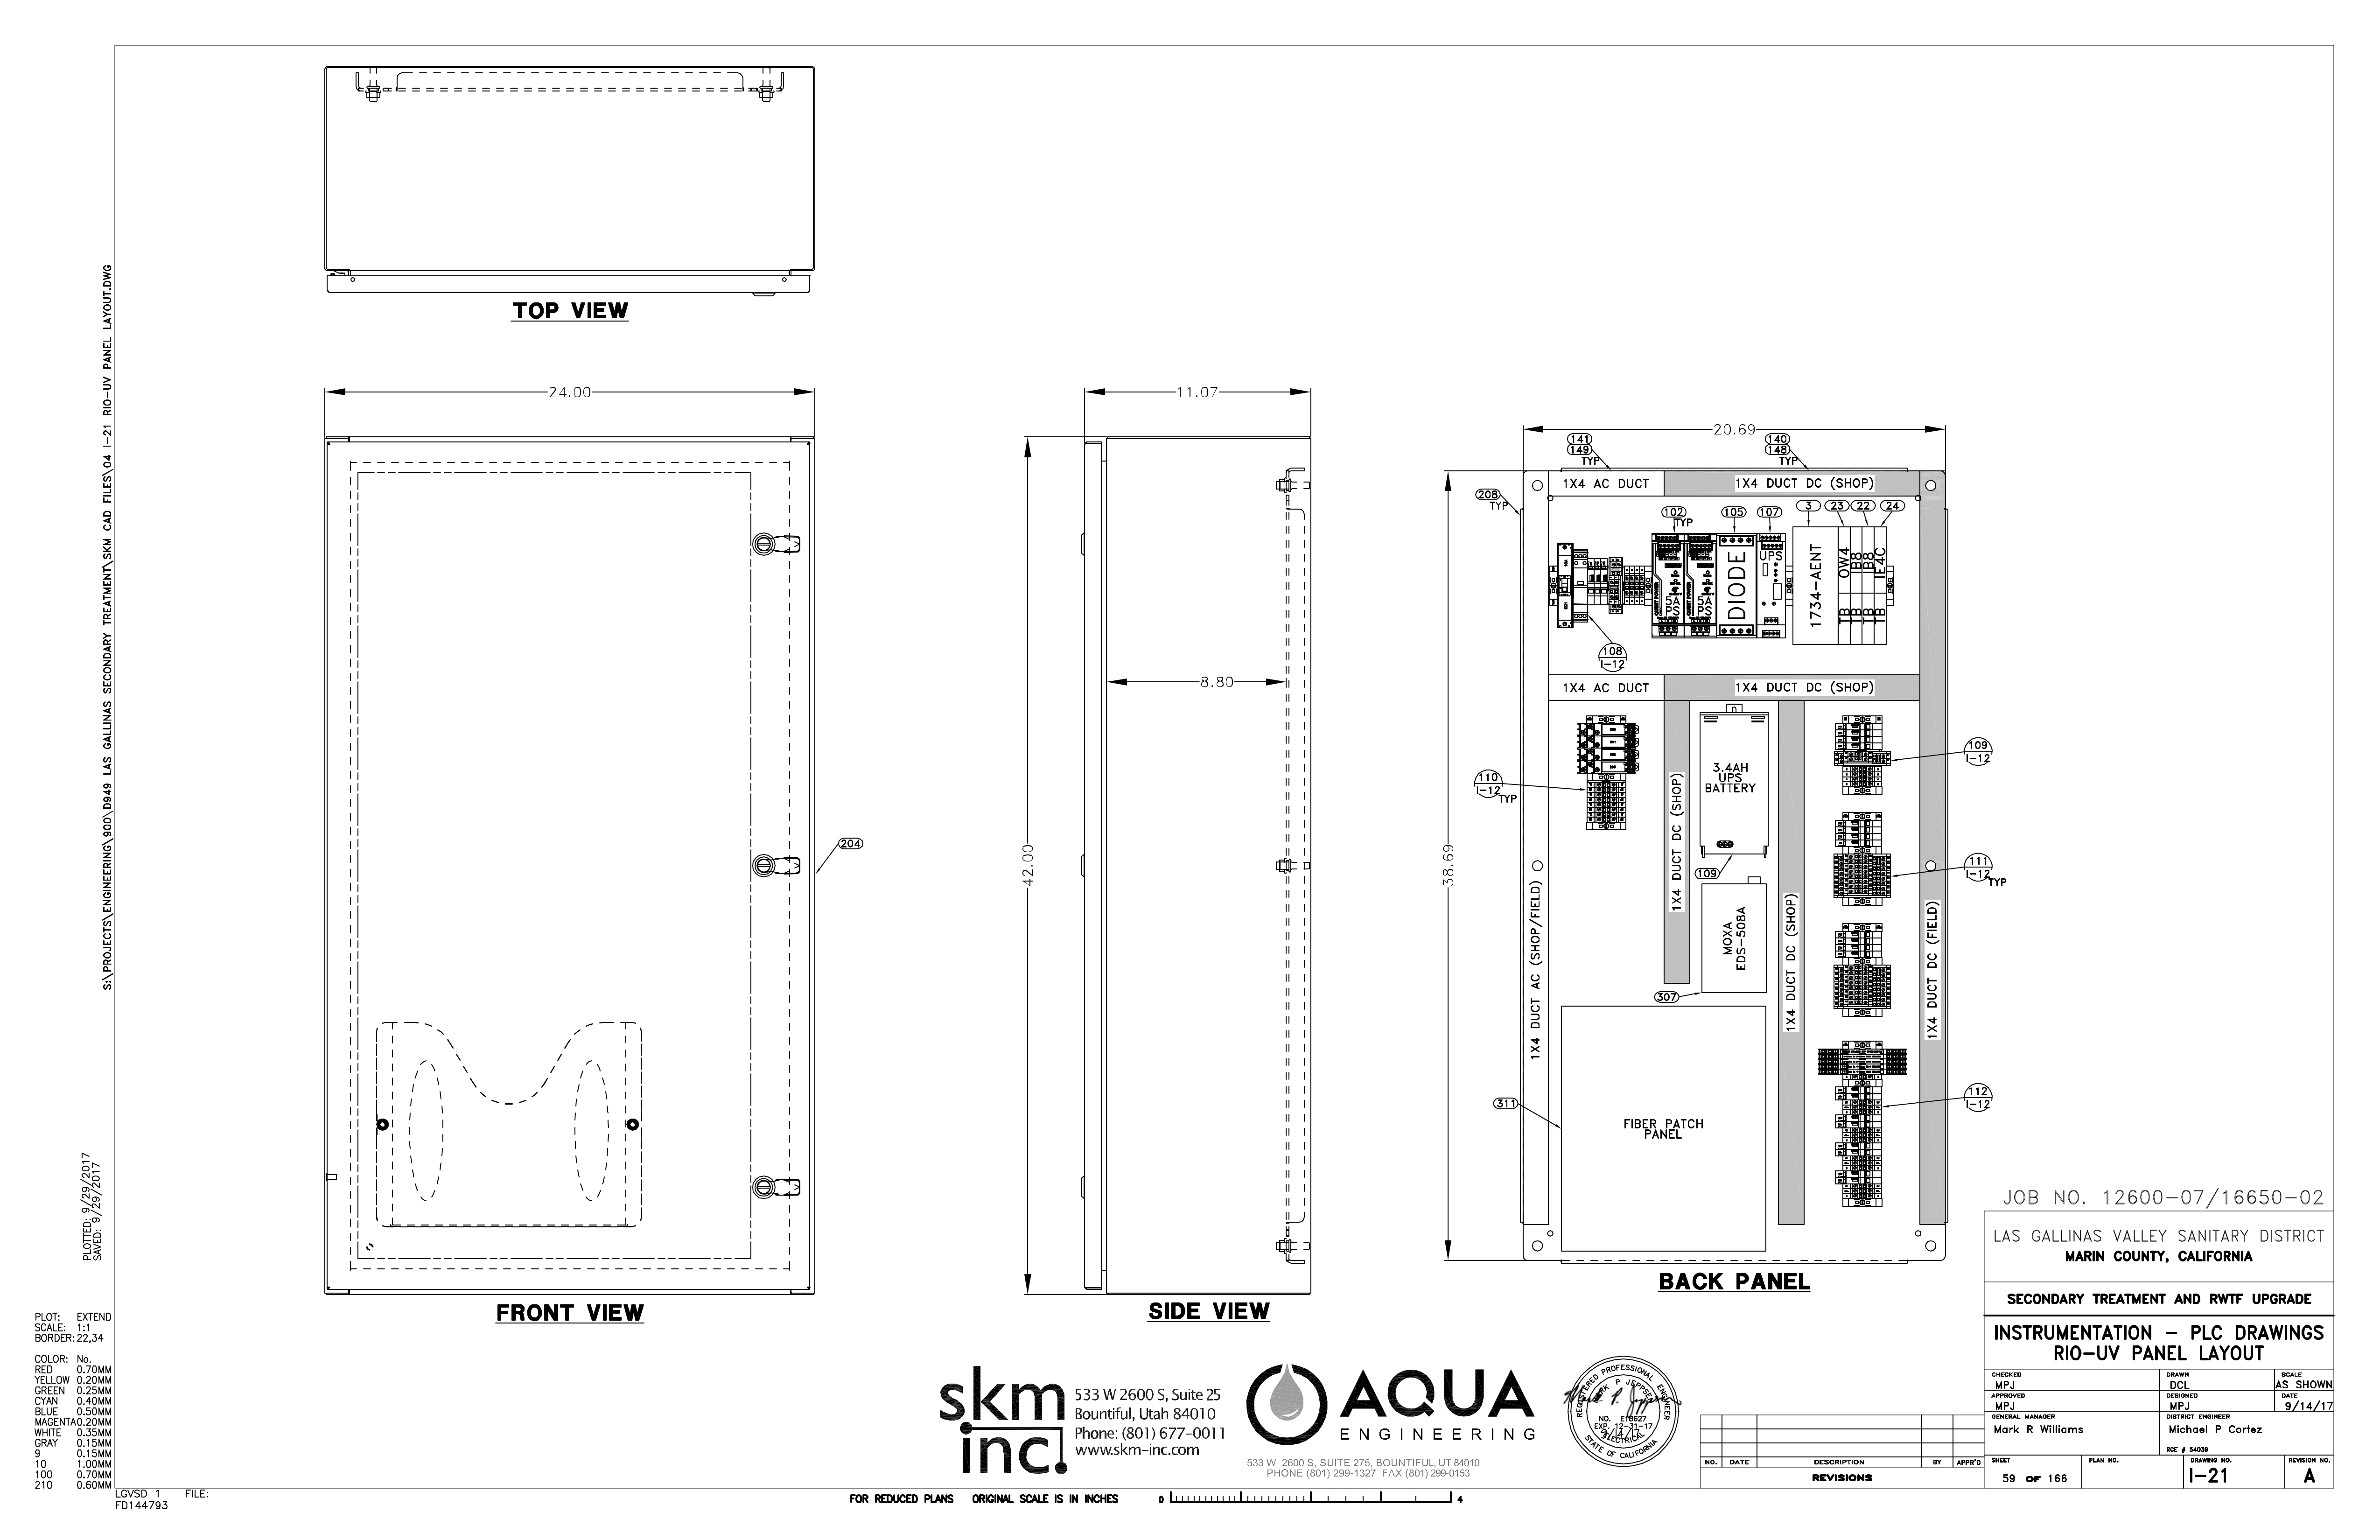 TOP VIEW
24.00
204
FRONT VIEW
11.07
42.00
8.80
SIDE VIEW
20.69
38.69
141
149
TYP
140
148
TYP
208
TYP
1X4 AC DUCT
1X4 DUCT DC (SHOP)
102
TYP
105
107
3
23
22
24
5A
PS
5A
PS
DIODE
UPS
1734-AENT
TB OW4
TB IB8
TB IB8
TB IE4C
108
I-12
1X4 AC DUCT
1X4 DUCT DC (SHOP)
110
I-12
TYP
1X4 DUCT DC (SHOP)
3.4AH
UPS
BATTERY
109
MOXA
EDS-508A
307
1X4 DUCT DC (SHOP)
1X4 DUCT AC (SHOP/FIELD)
1X4 DUCT DC (FIELD)
109
I-12
111
I-12
TYP
112
I-12
311
FIBER PATCH
PANEL
BACK PANEL
S:\PROJECTS\ENGINEERING\900\D949 LAS GALLINAS SECONDARY TREATMENT\SKM CAD FILES\04 I-21 RIO-UV PANEL LAYOUT.DWG
PLOTTED: 9/29/2017
SAVED: 9/29/2017
PLOT: EXTEND
SCALE: 1:1
BORDER: 22,34
COLOR: No.
RED 0.70MM
YELLOW 0.20MM
GREEN 0.25MM
CYAN 0.40MM
BLUE 0.50MM
MAGENTA 0.20MM
WHITE 0.35MM
GRAY 0.15MM
9 0.15MM
10 1.00MM
100 0.70MM
210 0.60MM
LGVSD 1 FILE:
FD144793
skm
inc.
533 W 2600 S, Suite 25
Bountiful, Utah 84010
Phone: (801) 677-0011
www.skm-inc.com
AQUA
ENGINEERING
533 W 2600 S, SUITE 275, BOUNTIFUL, UT 84010
PHONE (801) 299-1327 FAX (801) 299-0153
REGISTERED PROFESSIONAL ENGINEER
MARK P JEPPSEN
NO. E18627
EXP. 12-31-17
9/14/17
ELECTRICAL
STATE OF CALIFORNIA
FOR REDUCED PLANS ORIGINAL SCALE IS IN INCHES 0 4
NO. DATE DESCRIPTION BY APPR'D
REVISIONS
JOB NO. 12600-07/16650-02
LAS GALLINAS VALLEY SANITARY DISTRICT
MARIN COUNTY, CALIFORNIA
SECONDARY TREATMENT AND RWTF UPGRADE
INSTRUMENTATION - PLC DRAWINGS
RIO-UV PANEL LAYOUT
CHECKED MPJ
DRAWN DCL
SCALE AS SHOWN
APPROVED MPJ
DESIGNED MPJ
DATE 9/14/17
GENERAL MANAGER
Mark R Williams
DISTRICT ENGINEER
Michael P Cortez
RCE # 54039
SHEET 59 OF 166
PLAN NO.
DRAWING NO. I-21
REVISION NO. A